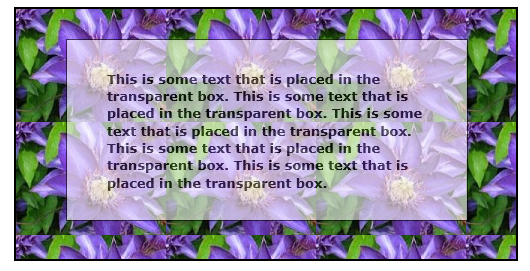 This is some text that is placed in the
transparent box. This is some text that is
placed in the transparent box. This is some
text that is placed in the transparent box.
This is some text that is placed in the
transparent box. This is some text that is
placed in the transparent box.